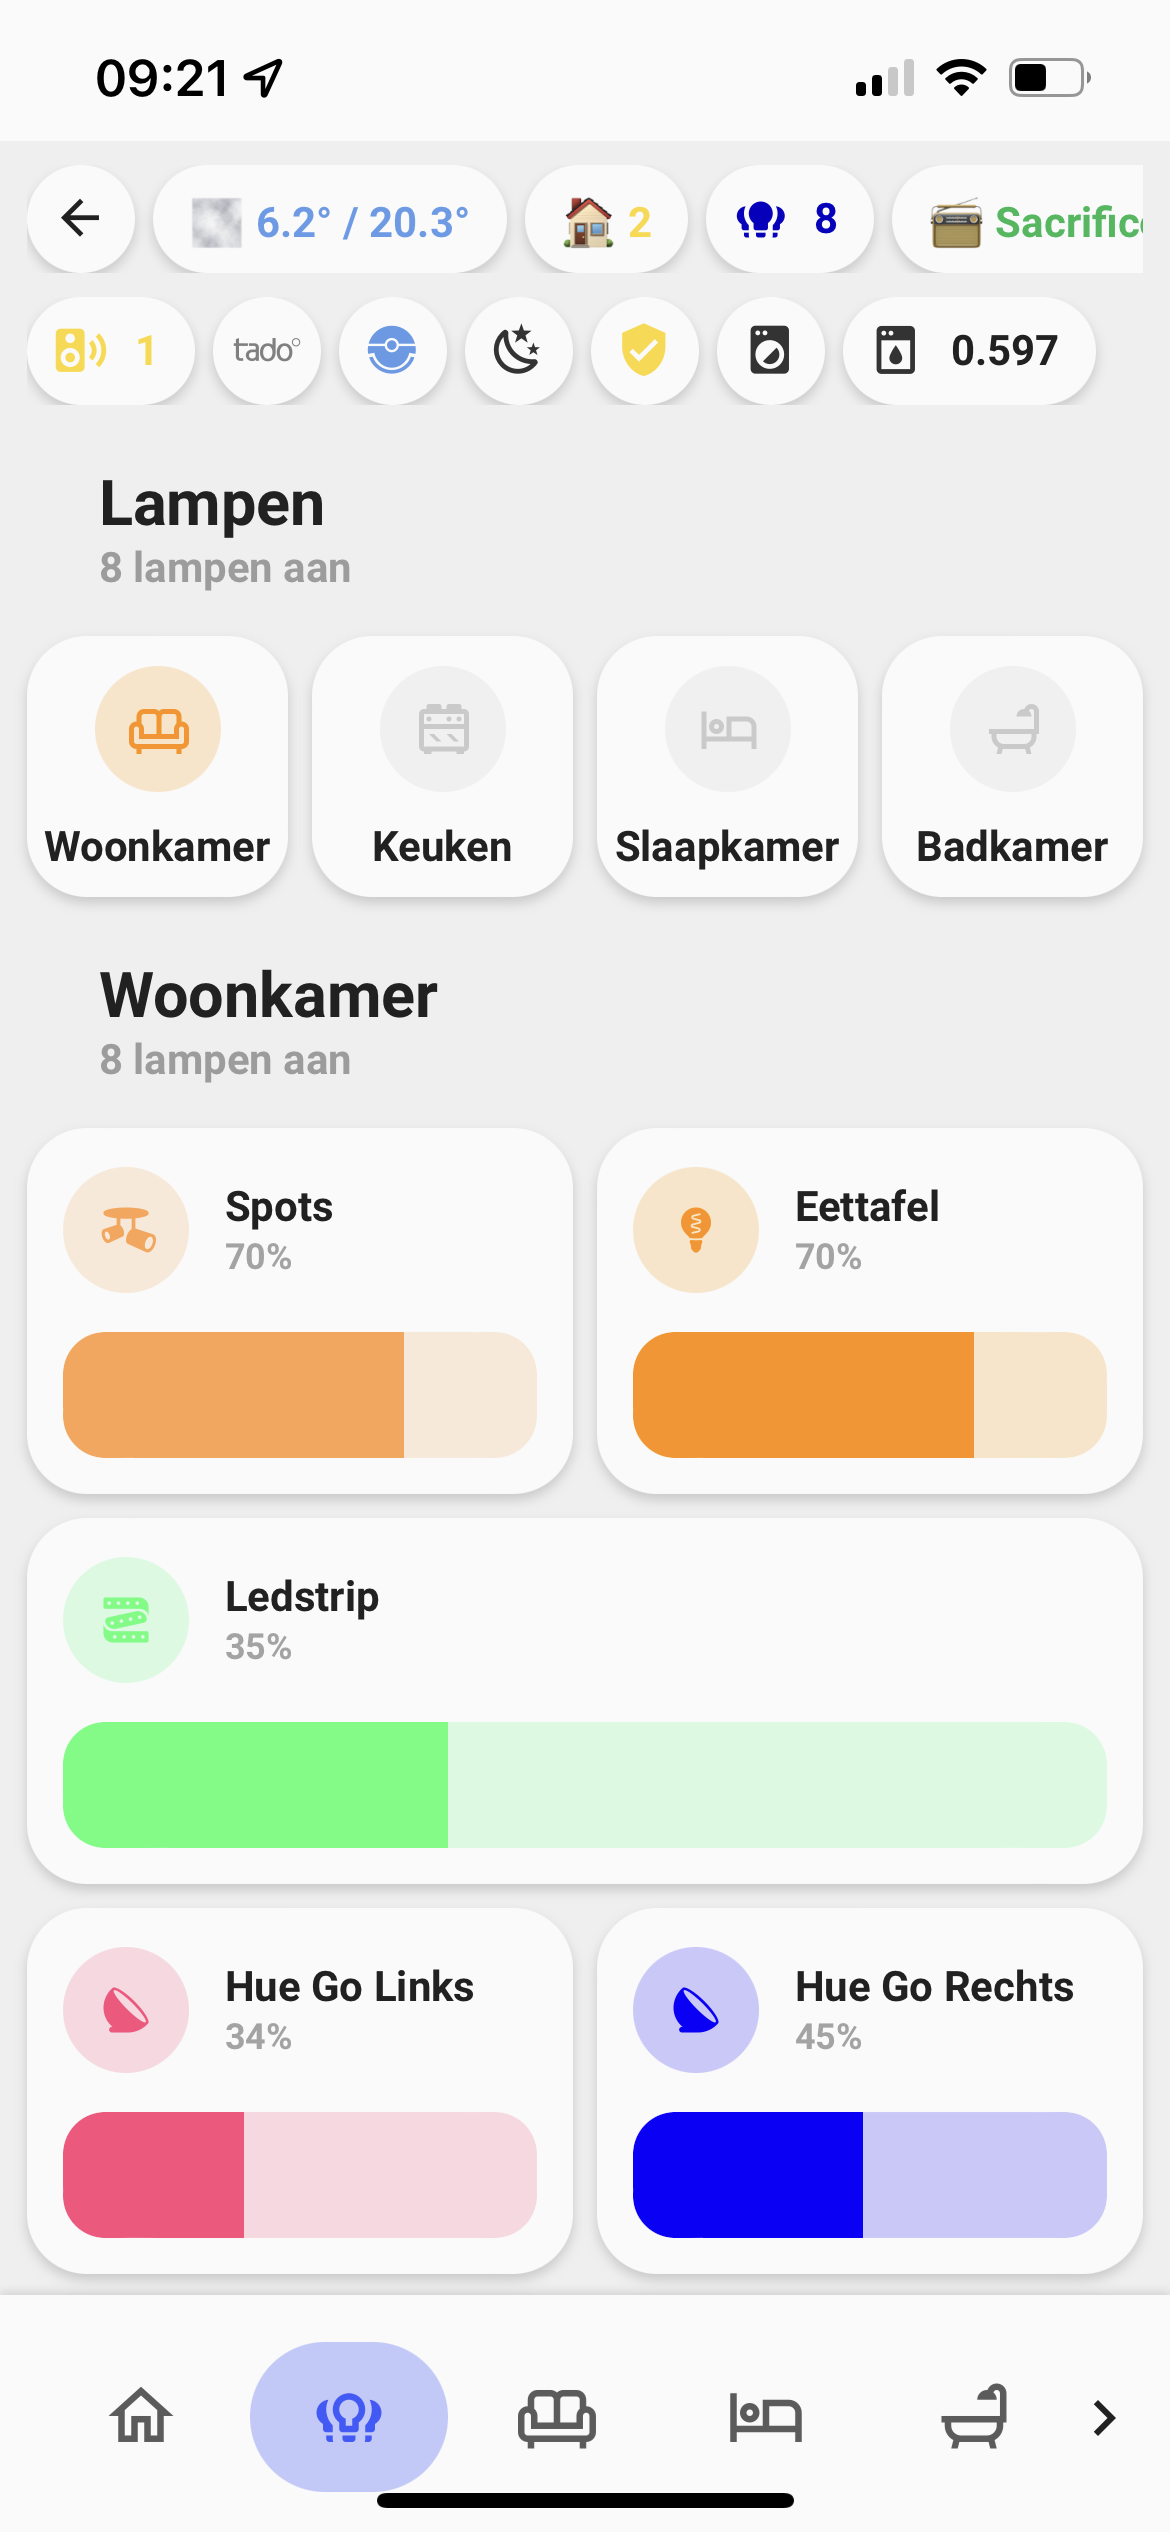 09:21
6.2° / 20.3°
2
8
Sacrific
1
tado°
0.597
Lampen
8 lampen aan
Woonkamer
Keuken
Slaapkamer
Badkamer
Woonkamer
8 lampen aan
Spots
70%
Eettafel
70%
Ledstrip
35%
Hue Go Links
34%
Hue Go Rechts
45%